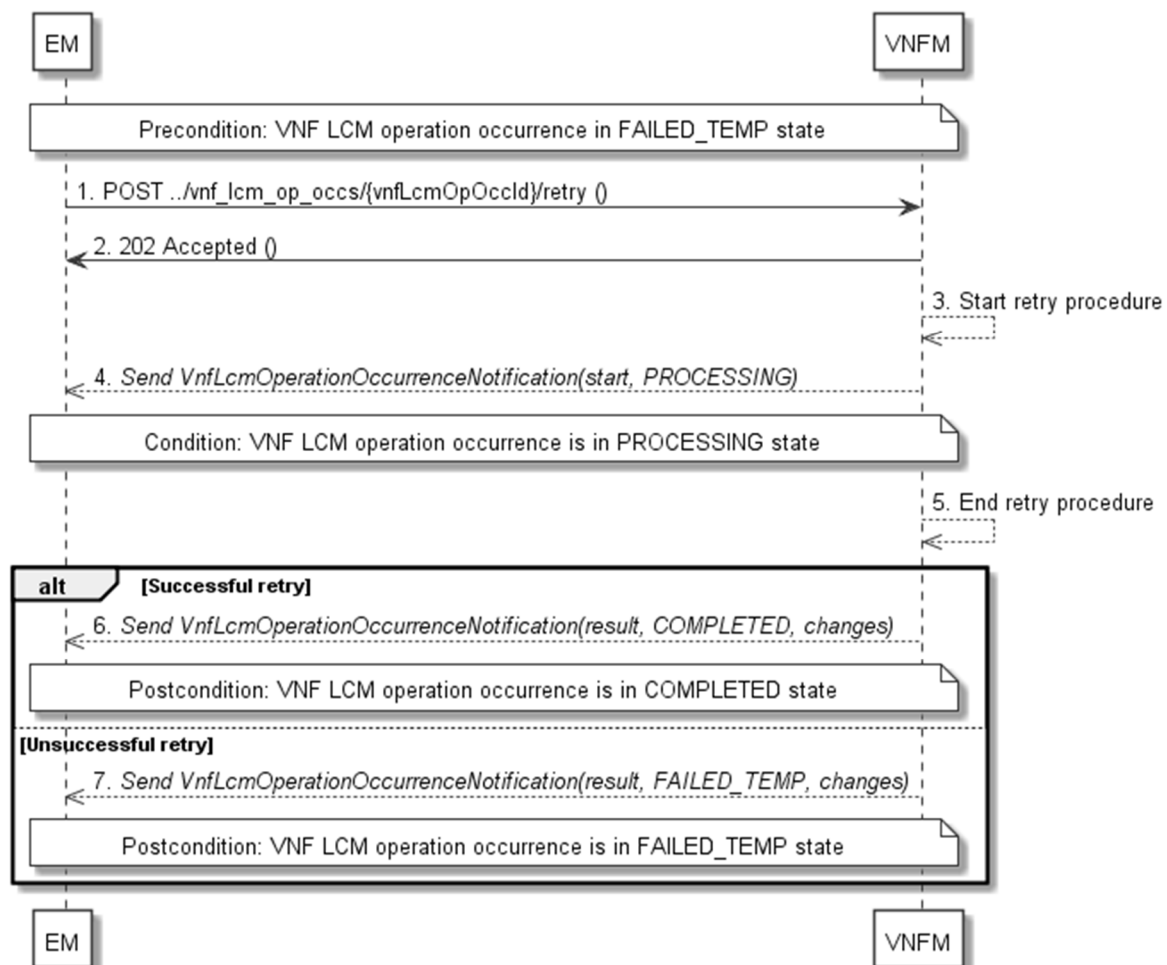 EM VNFM
Precondition: VNF LCM operation occurrence in FAILED_TEMP state
1. POST ../vnf_lcm_op_occs/{vnfLcmOpOccId}/retry ()
2. 202 Accepted ()
3. Start retry procedure
4. Send VnfLcmOperationOccurrenceNotification(start, PROCESSING)
Condition: VNF LCM operation occurrence is in PROCESSING state
5. End retry procedure
alt [Successful retry]
6. Send VnfLcmOperationOccurrenceNotification(result, COMPLETED, changes)
Postcondition: VNF LCM operation occurrence is in COMPLETED state
[Unsuccessful retry]
7. Send VnfLcmOperationOccurrenceNotification(result, FAILED_TEMP, changes)
Postcondition: VNF LCM operation occurrence is in FAILED_TEMP state
EM VNFM